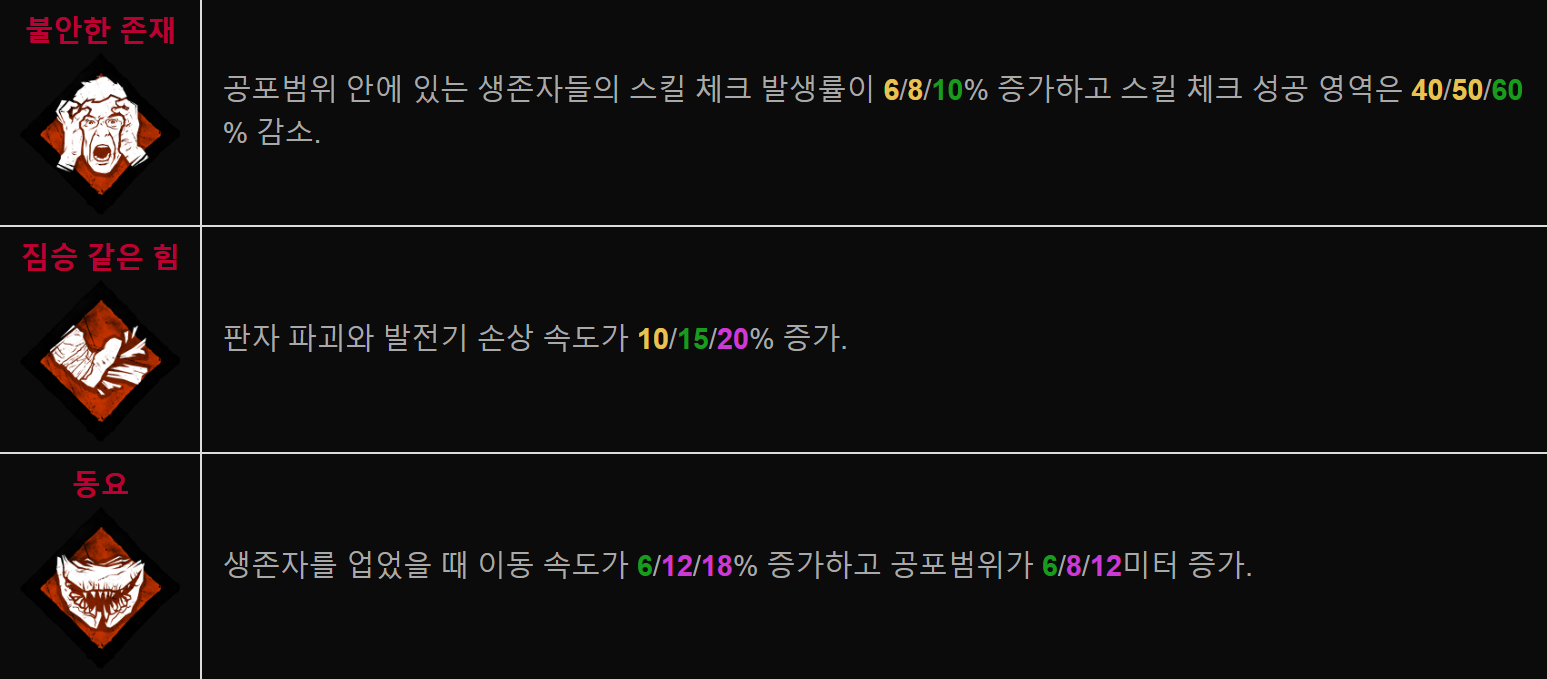 불안한 존재
공포범위 안에 있는 생존자들의 스킬 체크 발생률이 6/8/10% 증가하고 스킬 체크 성공 영역은 40/50/60
% 감소.
짐승 같은 힘
판자 파괴와 발전기 손상 속도가 10/15/20% 증가.
동요
생존자를 업었을 때 이동 속도가 6/12/18% 증가하고 공포범위가 6/8/12미터 증가.